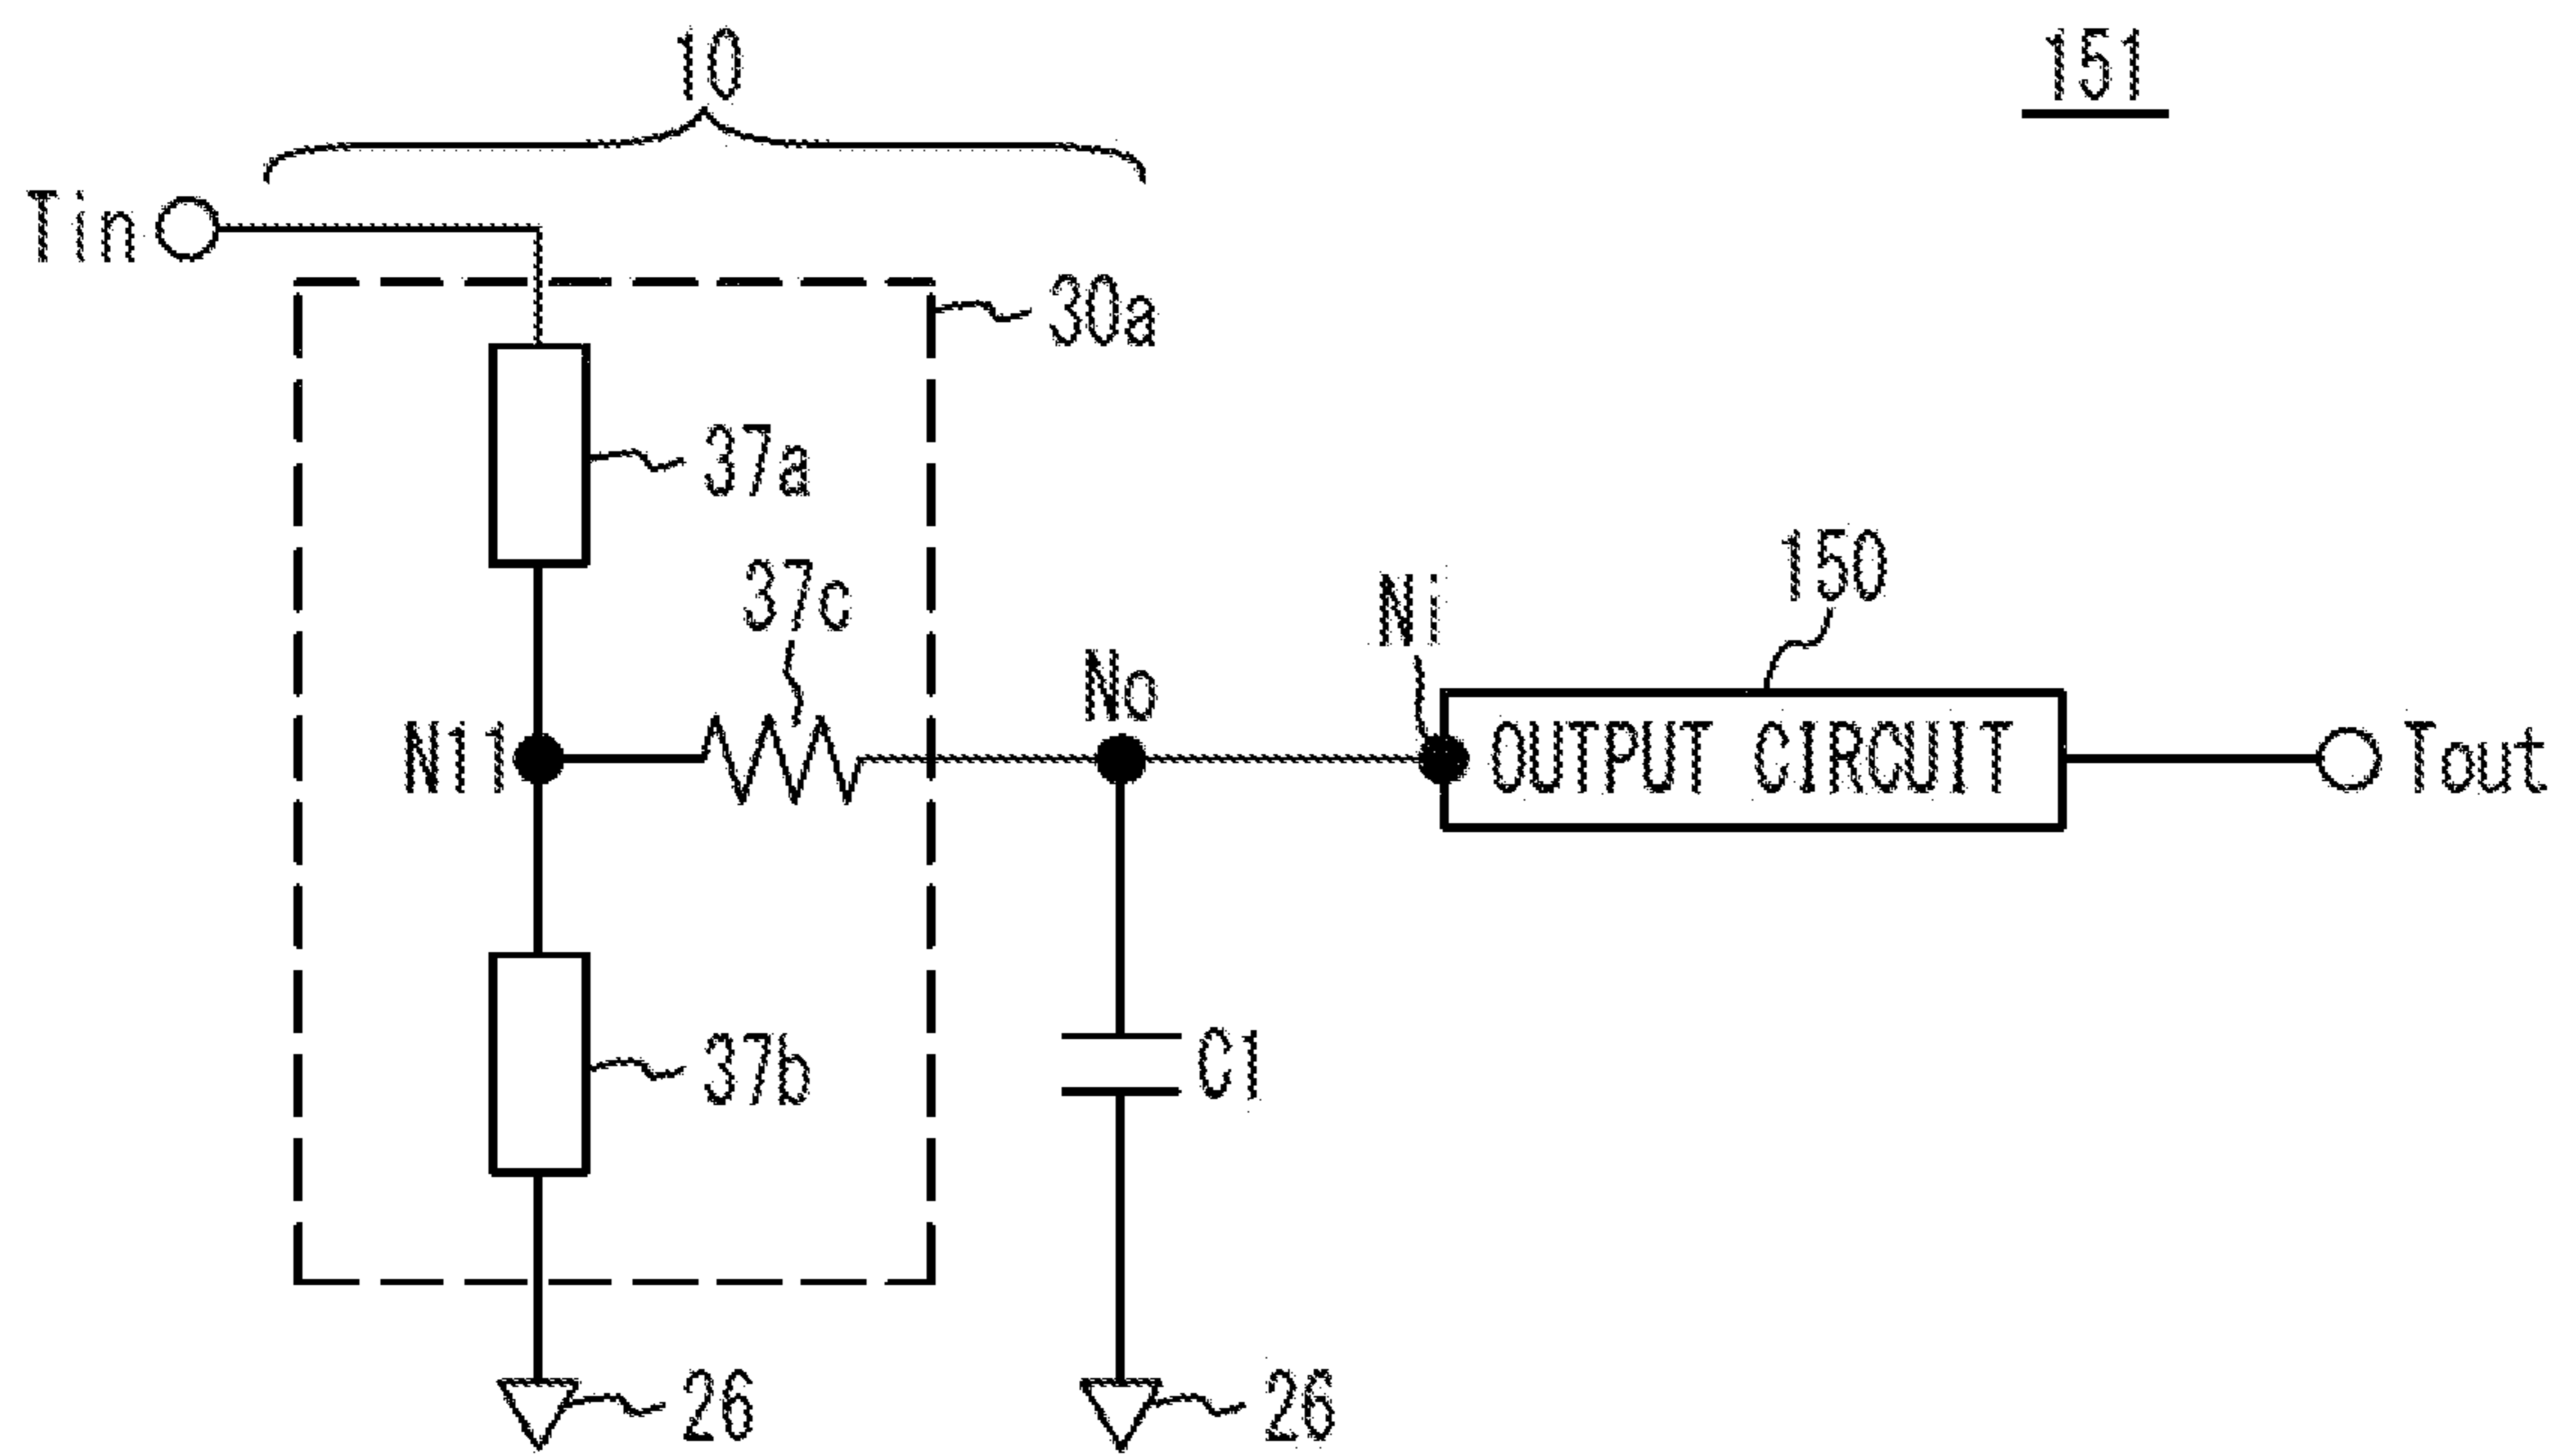 10
151
Tin
30a
37a
37c
150
Ni
No
N11
OUTPUT CIRCUIT
Tout
37b
C1
26
26